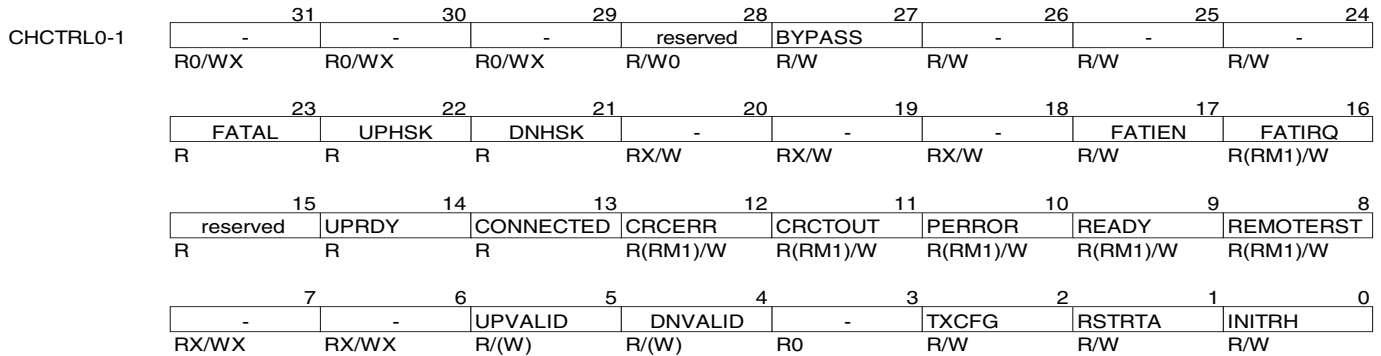 31 30 29 28 27 26 25 24
CHCTRL0-1 - - - reserved BYPASS - - -
R0/WX R0/WX R0/WX R/W0 R/W R/W R/W R/W
23 22 21 20 19 18 17 16
FATAL UPHSK DNHSK - - - FATIEN FATIRQ
R R R RX/W RX/W RX/W R/W R(RM1)/W
15 14 13 12 11 10 9 8
reserved UPRDY CONNECTED CRCERR CRCTOUT PERROR READY REMOTERST
R R R R(RM1)/W R(RM1)/W R(RM1)/W R(RM1)/W R(RM1)/W
7 6 5 4 3 2 1 0
- - UPVALID DNVALID - TXCFG RSTRTA INITRH
RX/WX RX/WX R/(W) R/(W) R0 R/W R/W R/W